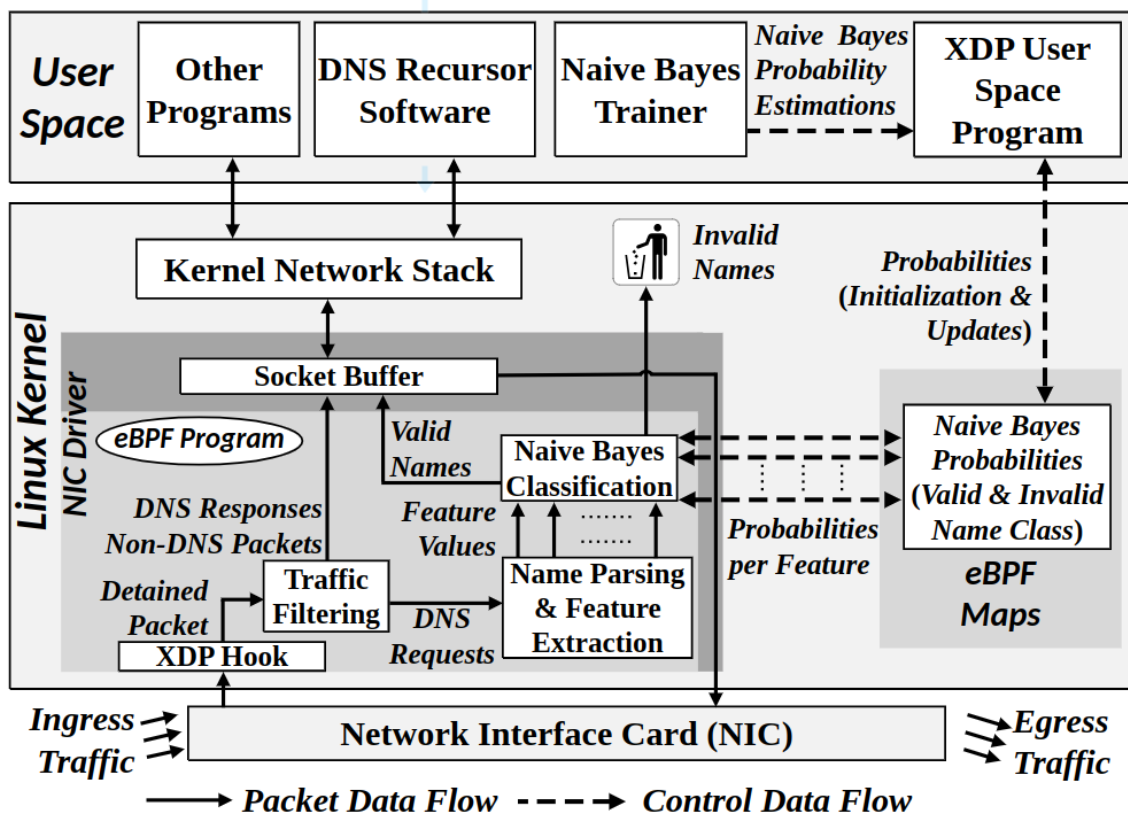 User
Space
Other
Programs
DNS Recursor
Software
Naive Bayes
Trainer
Naive Bayes
Probability
Estimations
XDP User
Space
Program
Linux Kernel
NIC Driver
Kernel Network Stack
Invalid
Names
Probabilities
(Initialization &
Updates)
Socket Buffer
eBPF Program
Valid
Names
Naive Bayes
Classification
Naive Bayes
Probabilities
(Valid & Invalid
Name Class)
eBPF
Maps
Probabilities
per Feature
DNS Responses
Non-DNS Packets
Feature
Values
.......
.......
Detained
Packet
Traffic
Filtering
DNS
Requests
Name Parsing
& Feature
Extraction
XDP Hook
Ingress
Traffic
Network Interface Card (NIC)
Egress
Traffic
Packet Data Flow
Control Data Flow